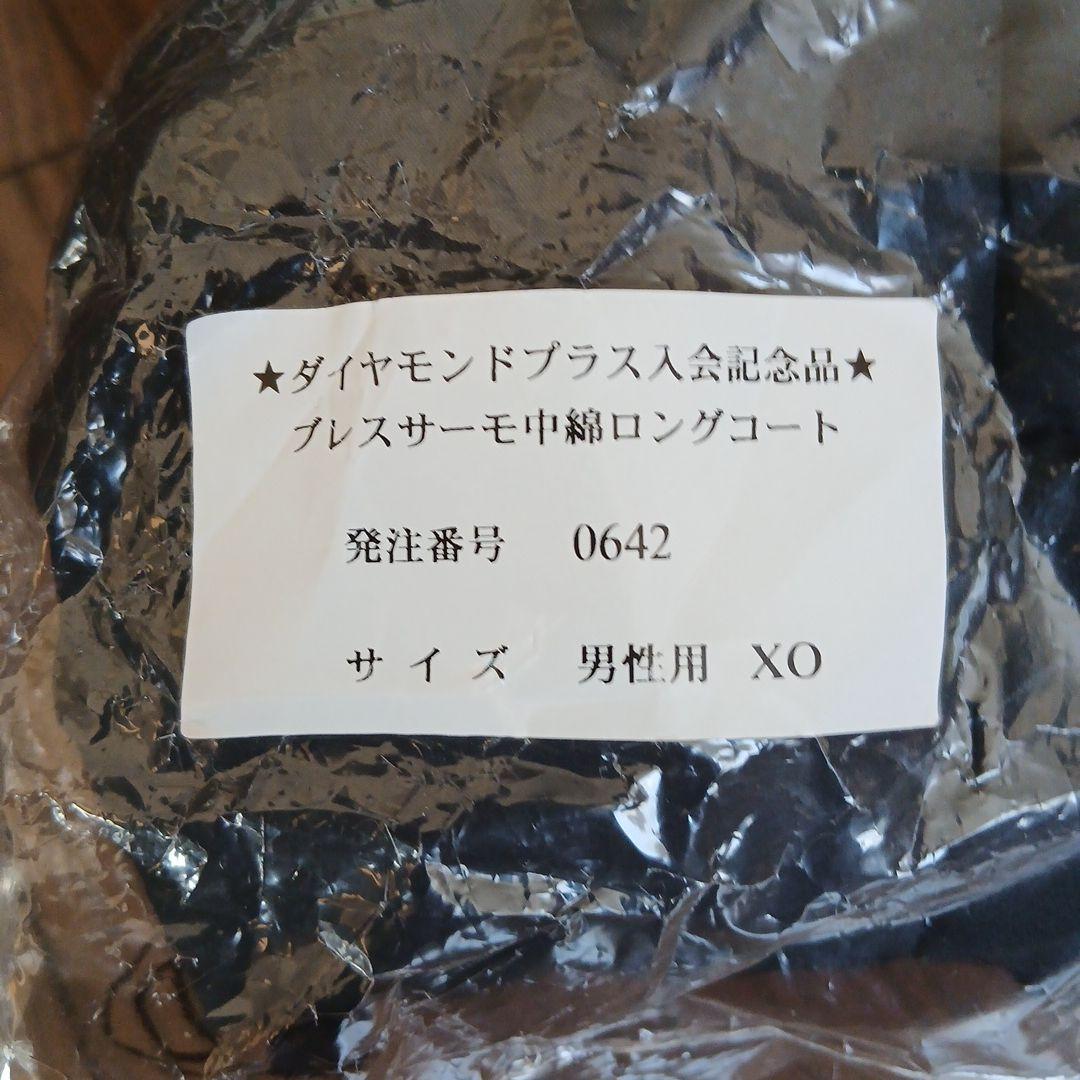 ★ダイヤモンドプラス入会記念品★
ブレスサーモ中綿ロングコート
発注番号 0642
サイズ 男性用 XO